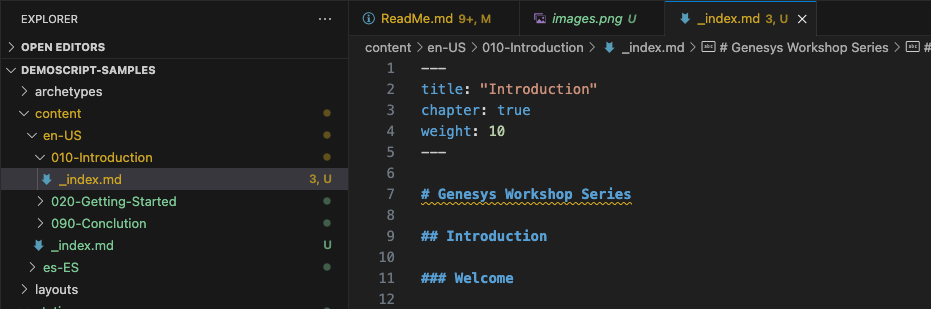 EXPLORER ...
OPEN EDITORS
DEMOSCRIPT-SAMPLES
archetypes
content
en-US
010-Introduction
_index.md 3, U
020-Getting-Started
090-Conclution
_index.md U
es-ES
layouts
ReadMe.md 9+, M
images.png U
_index.md 3, U
content > en-US > 010-Introduction > _index.md > abc # Genesys Workshop Series > abc #
1 ---
2 title: "Introduction"
3 chapter: true
4 weight: 10
5 ---
6
7 # Genesys Workshop Series
8
9 ## Introduction
10
11 ### Welcome
12